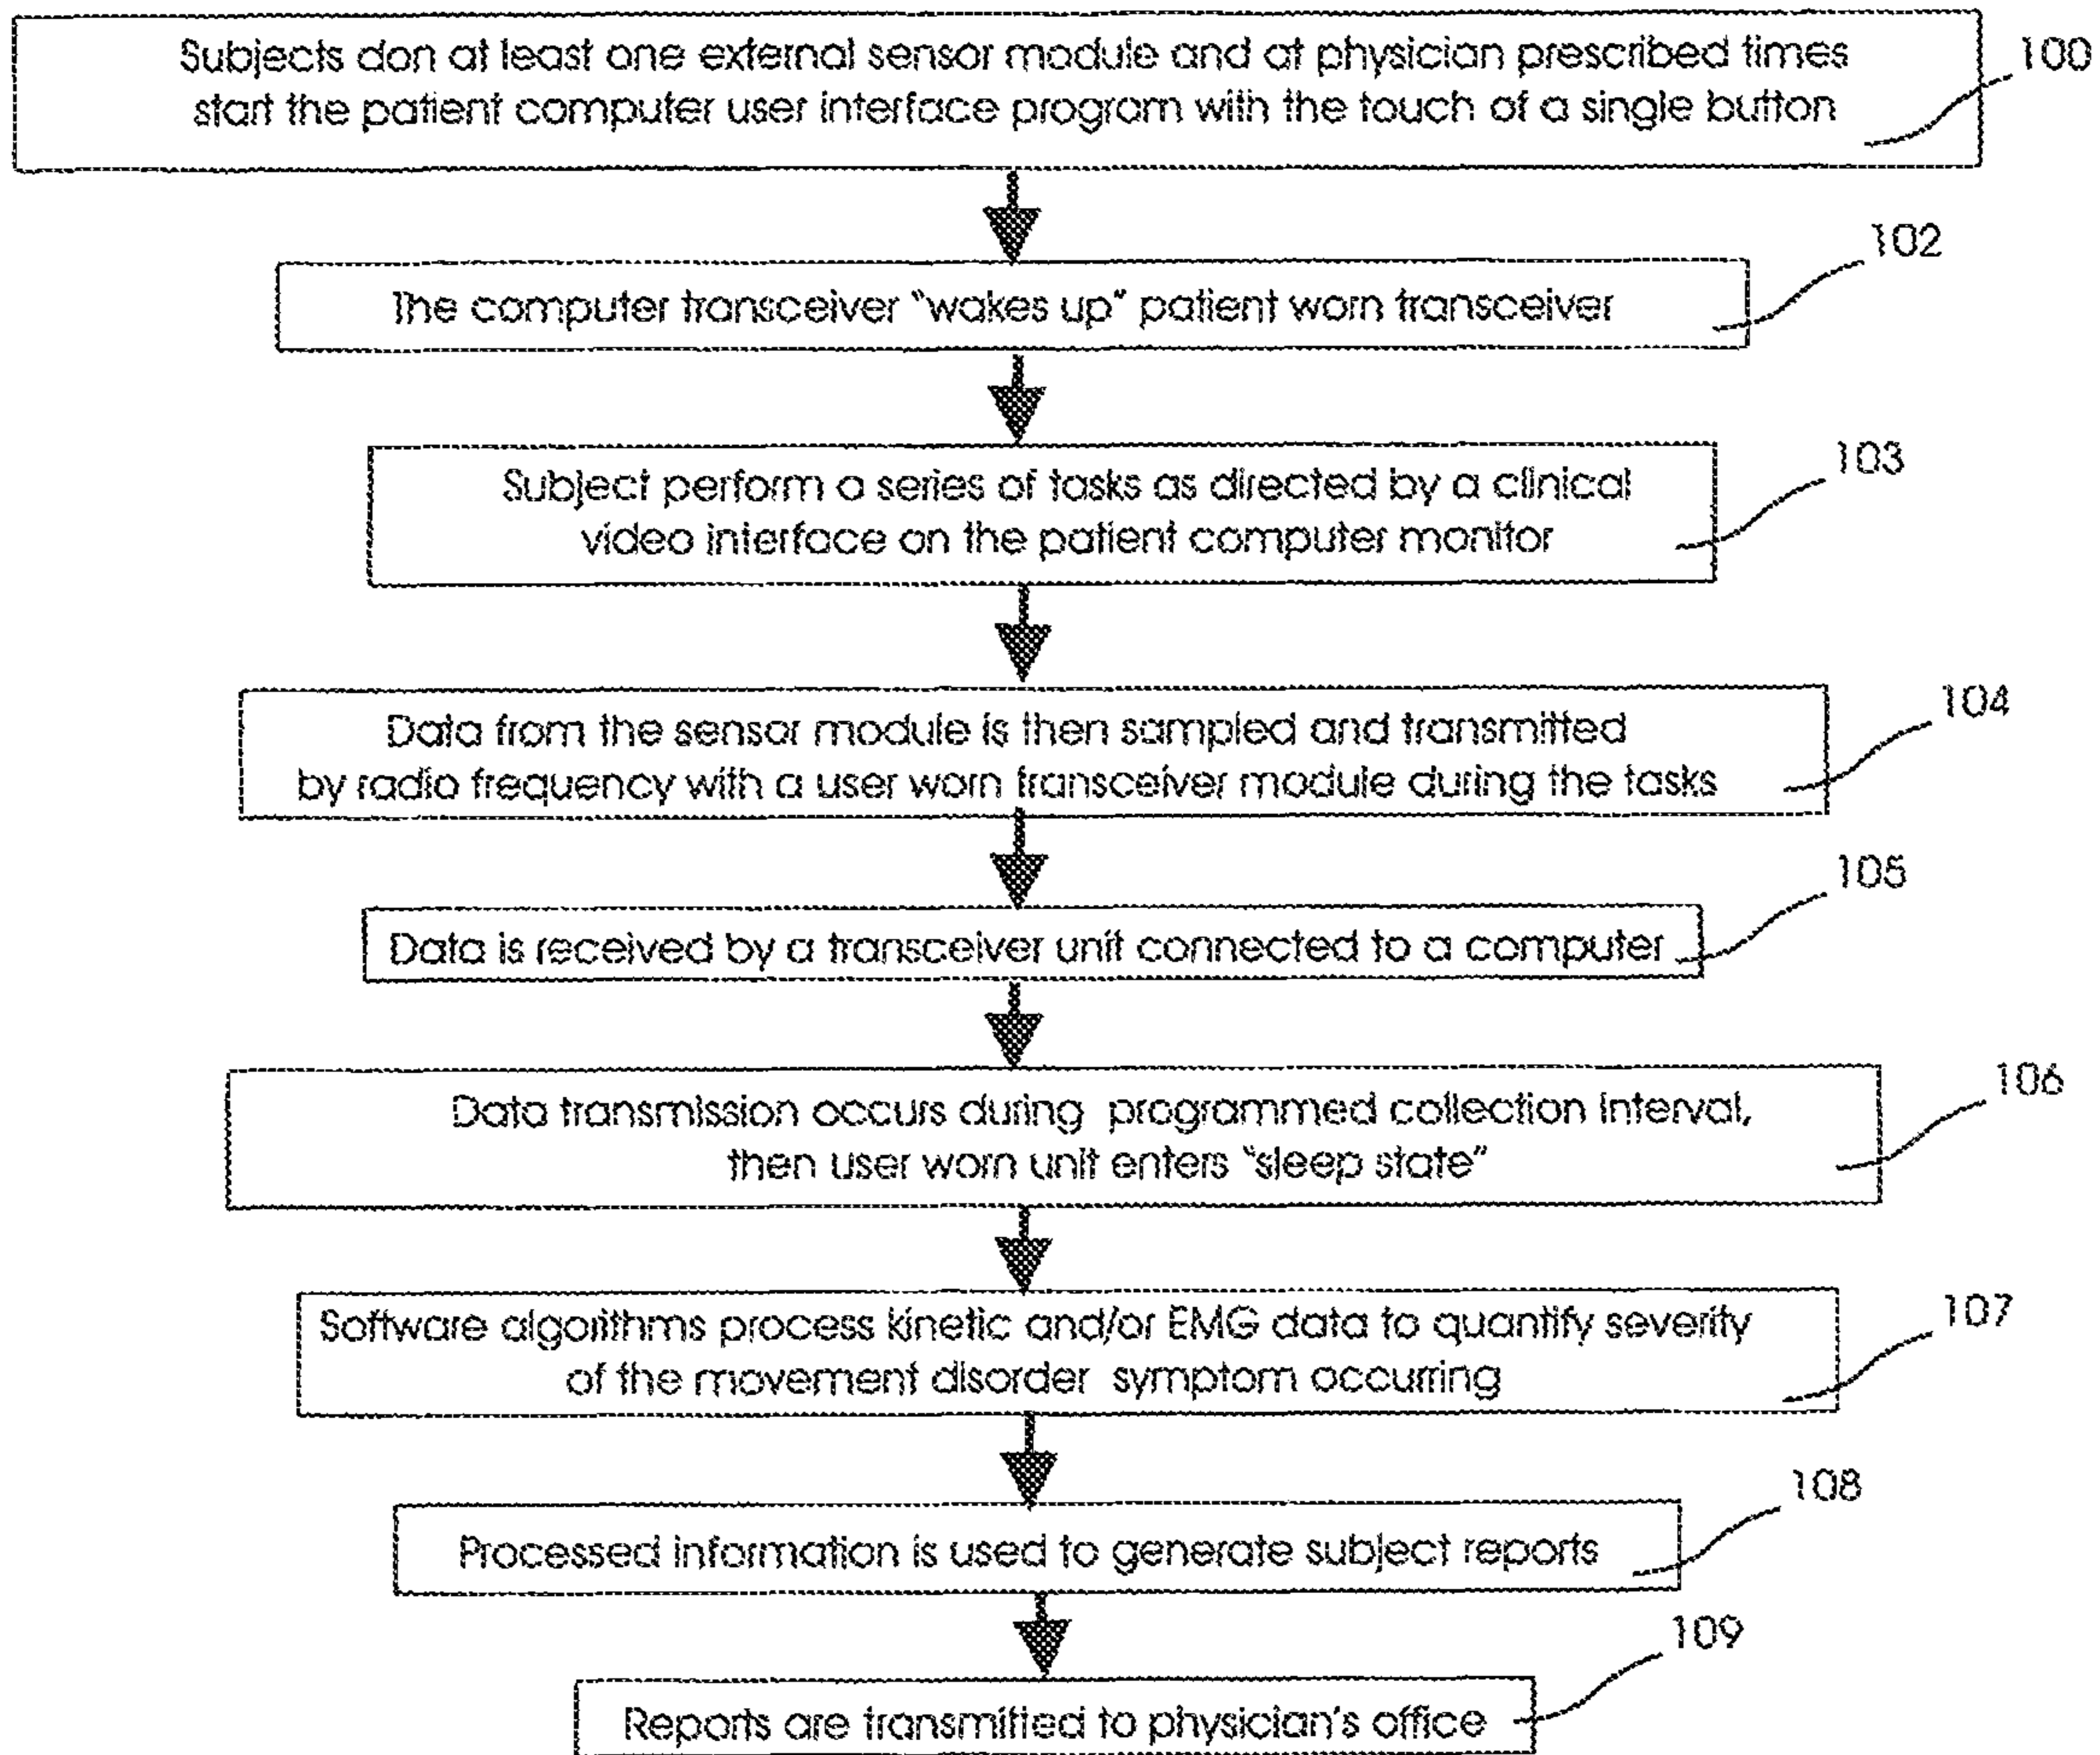 Subjects don at least one external sensor module and at physician prescribed times
start the patient computer user interface program with the touch of a single button
100
The computer transceiver “wakes up” patient worn transceiver
102
Subject perform a series of tasks as directed by a clinical
video interface on the patient computer monitor
103
Data from the sensor module is then sampled and transmitted
by radio frequency with a user worn transceiver module during the tasks
104
Data is received by a transceiver unit connected to a computer
105
Data transmission occurs during programmed collection interval,
then user worn unit enters “sleep state”
106
Software algorithms process kinetic and/or EMG data to quantify severity
of the movement disorder symptom occurring
107
Processed information is used to generate subject reports
108
Reports are transmitted to physician's office
109